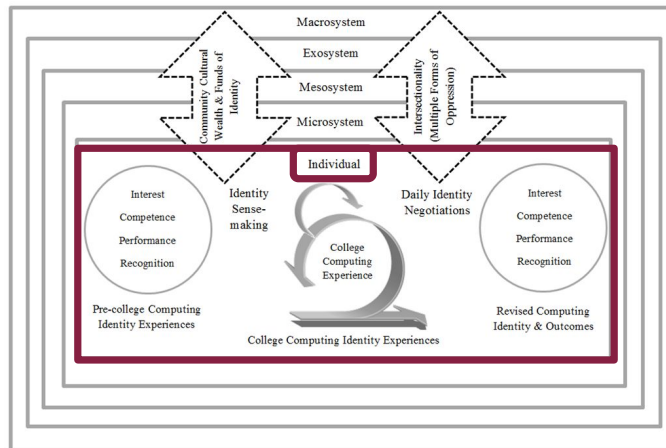 Macrosystem
Exosystem
Mesosystem
Microsystem
Individual
Community Cultural
Wealth & Funds of
Identity
Intersectionality
(Multiple Forms of
Oppression)
Identity
Sense-
making
Daily Identity
Negotiations
Interest
Competence
Performance
Recognition
Pre-college Computing
Identity Experiences
College
Computing
Experience
College Computing Identity Experiences
Interest
Competence
Performance
Recognition
Revised Computing
Identity & Outcomes